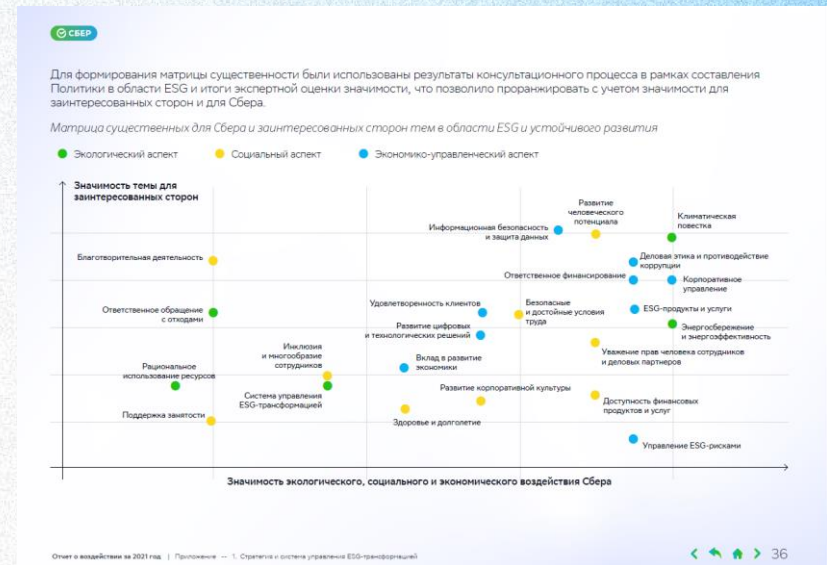 СБЕР
Для формирования матрицы существенности были использованы результаты консультационного процесса в рамках составления
Политики в области ESG и итоги экспертной оценки значимости, что позволило проранжировать с учетом значимости для
заинтересованных сторон и для Сбера.
Матрица существенных для Сбера и заинтересованных сторон тем в области ESG и устойчивого развития
Экологический аспект
Социальный аспект
Экономико-управленческий аспект
Значимость темы для
заинтересованных сторон
Развитие
человеческого
потенциала
Климатическая
повестка
Информационная безопасность
и защита данных
Благотворительная деятельность
Деловая этика и противодействие
коррупции
Ответственное финансирование
Корпоративное
управление
Ответственное обращение
с отходами
Удовлетворенность клиентов
Безопасные
и достойные условия
труда
ESG-продукты и услуги
Развитие цифровых
и технологических решений
Энергосбережение
и энергоэффективность
Инклюзия
и многообразие
сотрудников
Уважение прав человека сотрудников
и деловых партнеров
Вклад в развитие
экономики
Рациональное
использование ресурсов
Система управления
ESG-трансформацией
Развитие корпоративной культуры
Доступность финансовых
продуктов и услуг
Поддержка занятости
Здоровье и долголетие
Управление ESG-рисками
Значимость экологического, социального и экономического воздействия Сбера
Отчет о воздействии за 2021 год | Приложение — 1. Стратегия и система управления ESG-трансформацией
36